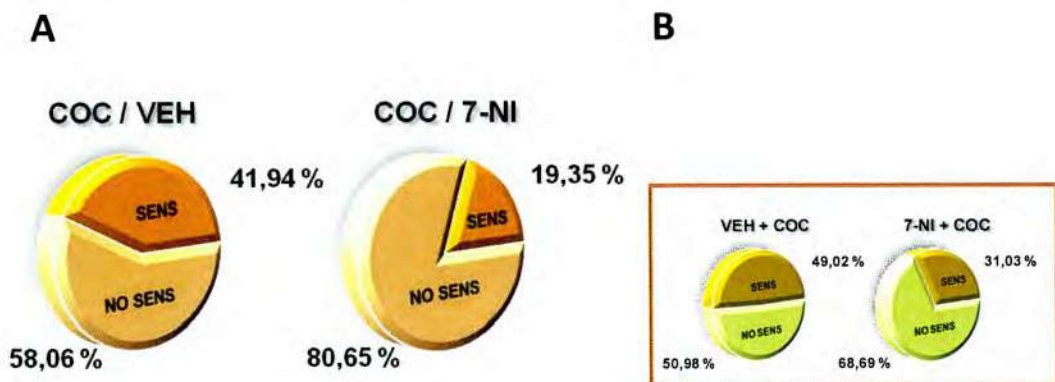 A
COC / VEH
41,94 %
SENS
NO SENS
58,06 %
COC / 7-NI
19,35 %
SENS
NO SENS
80,65 %
B
VEH + COC
49,02 %
SENS
NO SENS
50,98 %
7-NI + COC
31,03 %
SENS
NO SENS
68,69 %